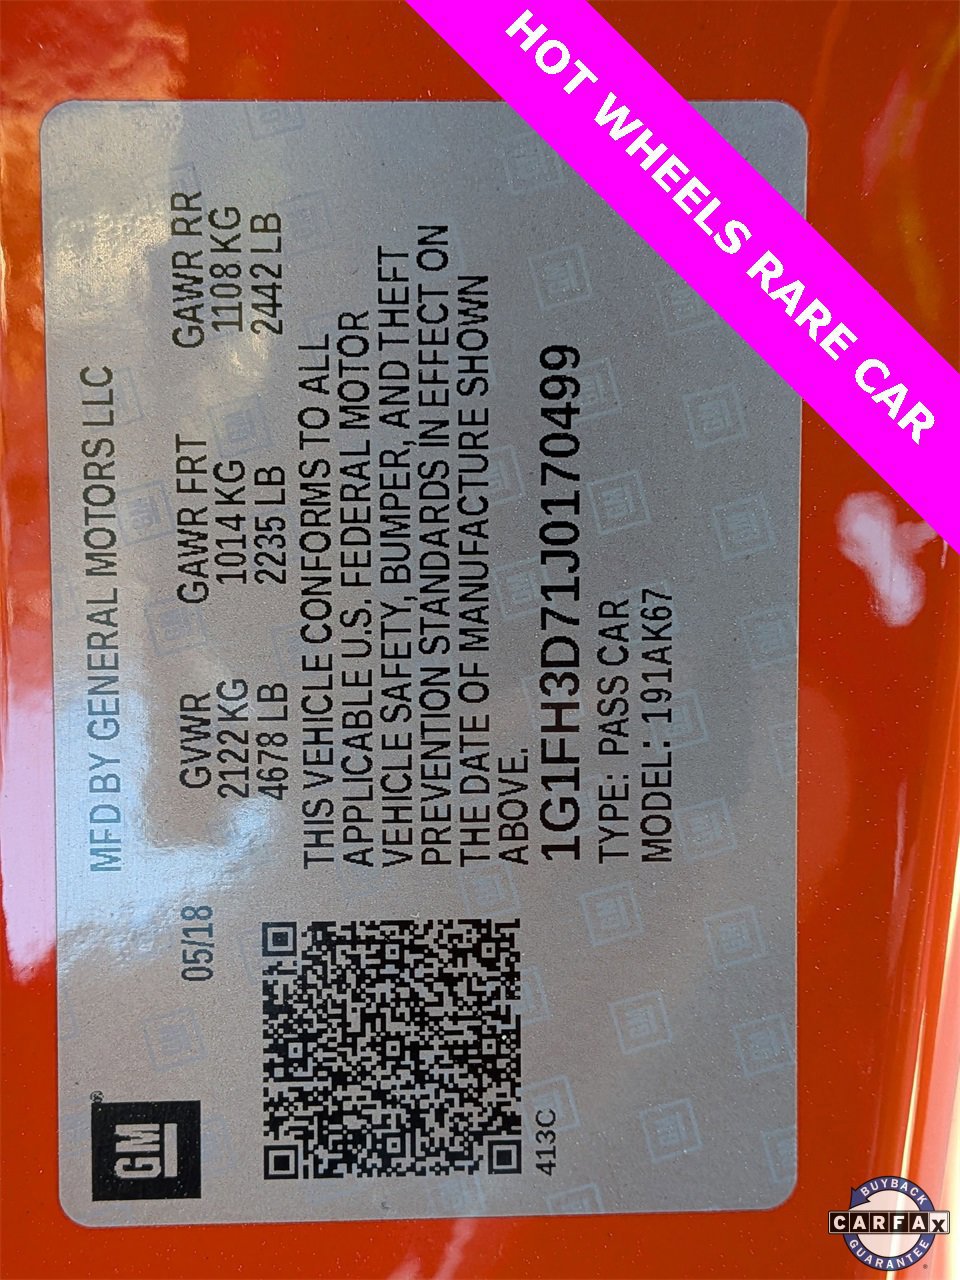 HOT WHEELS RARE CAR
MFD BY GENERAL MOTORS LLC
GM®
05/18
GVWR GAWR FRT GAWR RR
2122 KG 1014 KG 1108 KG
4678 LB 2235 LB 2442 LB
THIS VEHICLE CONFORMS TO ALL
APPLICABLE U.S. FEDERAL MOTOR
VEHICLE SAFETY, BUMPER, AND THEFT
PREVENTION STANDARDS IN EFFECT ON
THE DATE OF MANUFACTURE SHOWN
ABOVE.
1G1FH3D71J0170499
TYPE: PASS CAR
MODEL: 191AK67
413C
BUYBACK
CARFAX
GUARANTEE